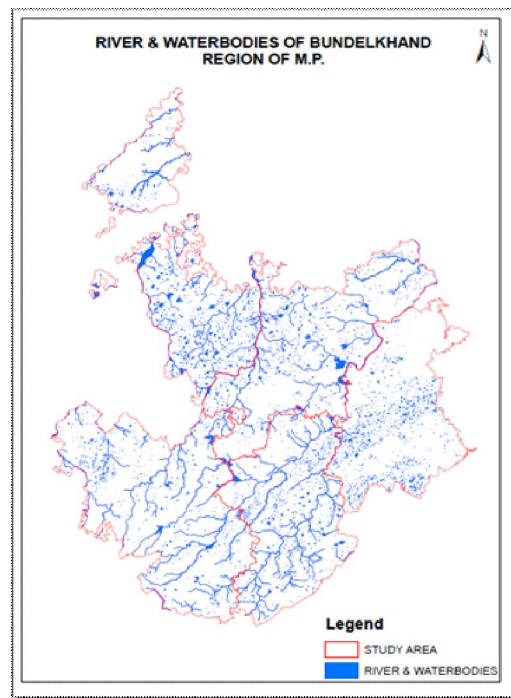 RIVER & WATERBODIES OF BUNDELKHAND
REGION OF M.P.
N
Legend
STUDY AREA
RIVER & WATERBODIES